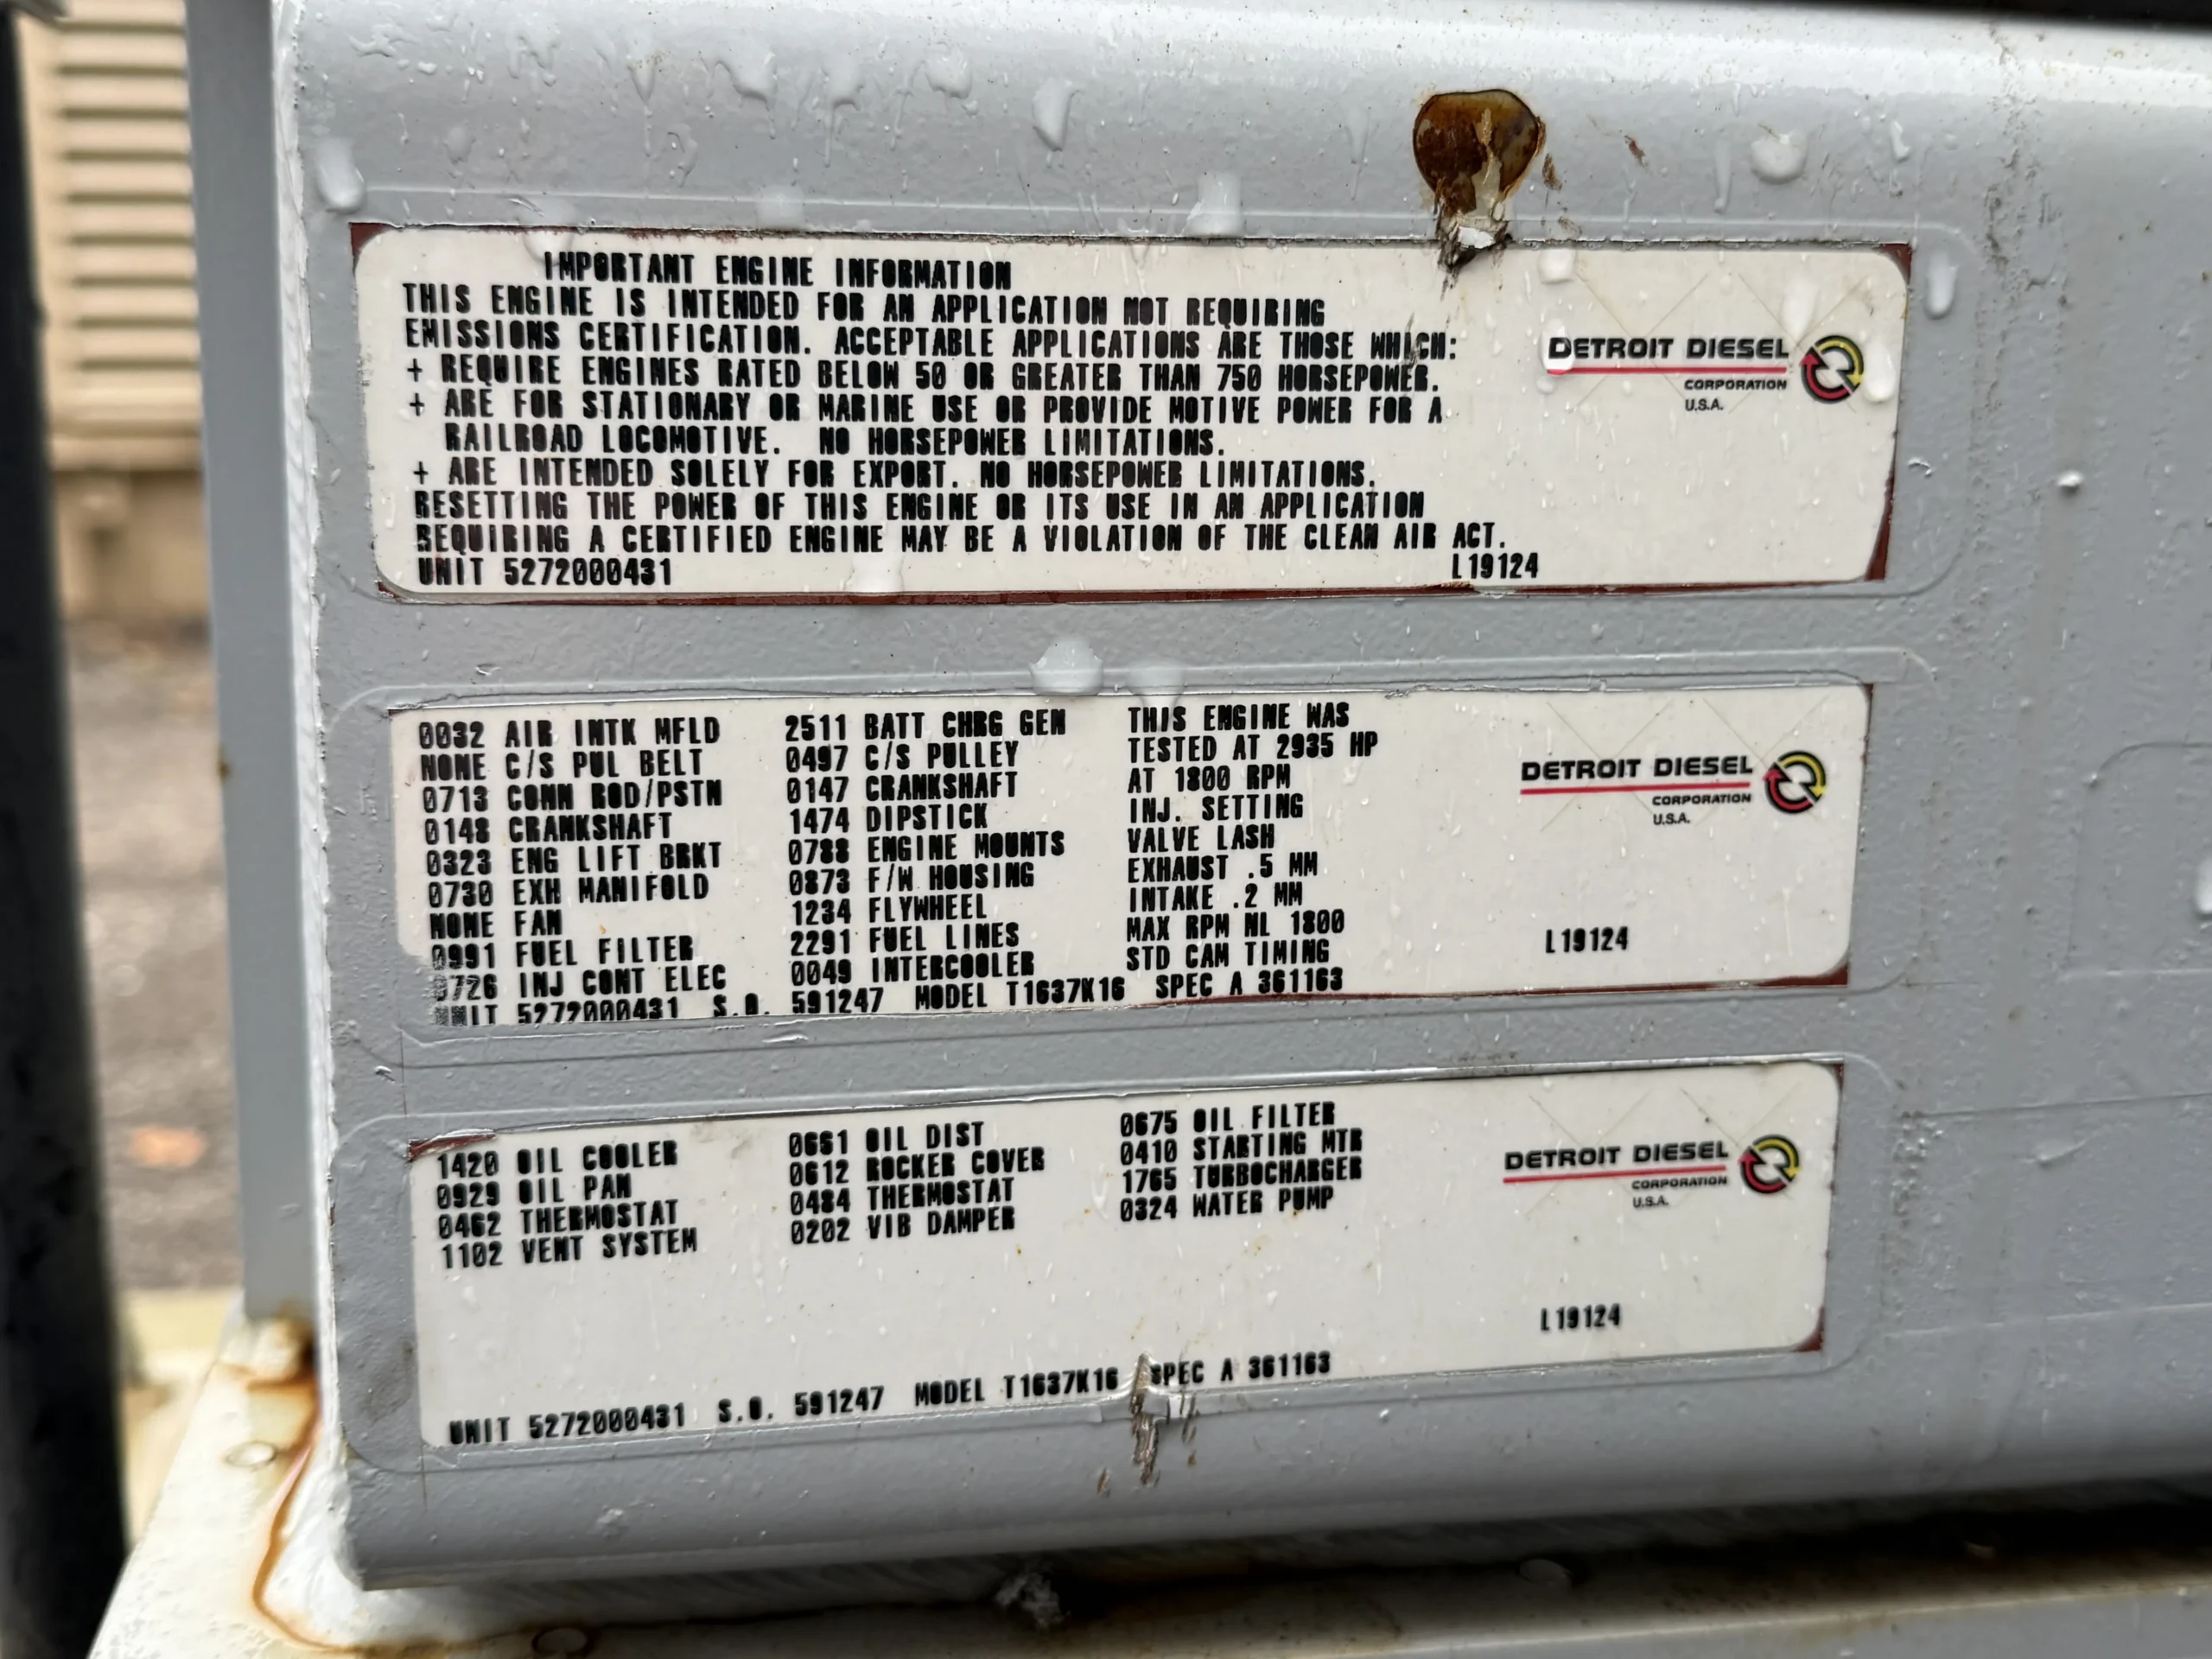 IMPORTANT ENGINE INFORMATION
THIS ENGINE IS INTENDED FOR AN APPLICATION NOT REQUIRING
EMISSIONS CERTIFICATION. ACCEPTABLE APPLICATIONS ARE THOSE WHICH:
+ REQUIRE ENGINES RATED BELOW 50 OR GREATER THAN 750 HORSEPOWER.
+ ARE FOR STATIONARY OR MARINE USE OR PROVIDE MOTIVE POWER FOR A
RAILROAD LOCOMOTIVE. NO HORSEPOWER LIMITATIONS.
+ ARE INTENDED SOLELY FOR EXPORT. NO HORSEPOWER LIMITATIONS.
RESETTING THE POWER OF THIS ENGINE OR ITS USE IN AN APPLICATION
REQUIRING A CERTIFIED ENGINE MAY BE A VIOLATION OF THE CLEAN AIR ACT.
UNIT 5272000431 L19124
DETROIT DIESEL
CORPORATION
U.S.A.
0032 AIR INTK MFLD 2511 BATT CHRG GEN THIS ENGINE WAS
NONE C/S PUL BELT 0497 C/S PULLEY TESTED AT 2935 HP
0713 CONN ROD/PSTN 0147 CRANKSHAFT AT 1800 RPM
0148 CRANKSHAFT 1474 DIPSTICK INJ. SETTING
0323 ENG LIFT BRKT 0788 ENGINE MOUNTS VALVE LASH
0730 EXH MANIFOLD 0873 F/W HOUSING EXHAUST .5 MM
NONE FAN 1234 FLYWHEEL INTAKE .2 MM
0991 FUEL FILTER 2291 FUEL LINES MAX RPM NL 1800
0726 INJ CONT ELEC 0049 INTERCOOLER STD CAM TIMING
UNIT 5272000431 S.O. 591247 MODEL T1637K16 SPEC A 361163
DETROIT DIESEL
CORPORATION
U.S.A.
L19124
1420 OIL COOLER 0651 OIL DIST 0675 OIL FILTER
0929 OIL PAN 0612 ROCKER COVER 0410 STARTING MTR
0462 THERMOSTAT 0484 THERMOSTAT 1765 TURBOCHARGER
1102 VENT SYSTEM 0202 VIB DAMPER 0324 WATER PUMP
DETROIT DIESEL
CORPORATION
U.S.A.
L19124
UNIT 5272000431 S.O. 591247 MODEL T1637K16 SPEC A 361163